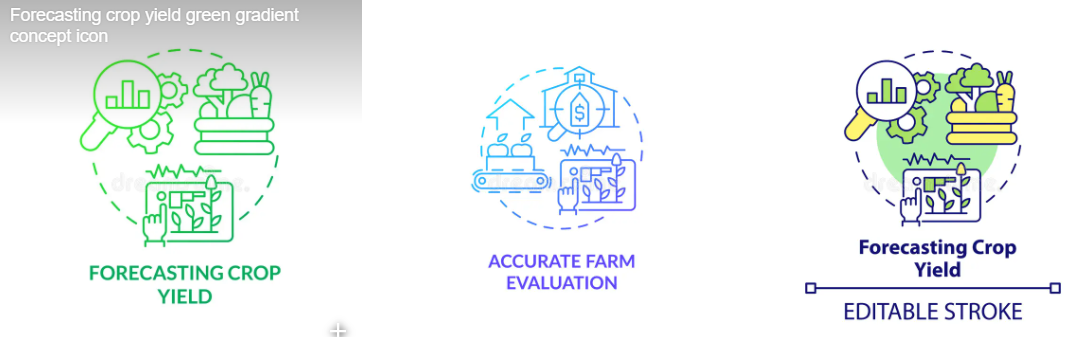 Forecasting crop yield green gradient
concept icon
FORECASTING CROP
YIELD
ACCURATE FARM
EVALUATION
Forecasting Crop
Yield
EDITABLE STROKE